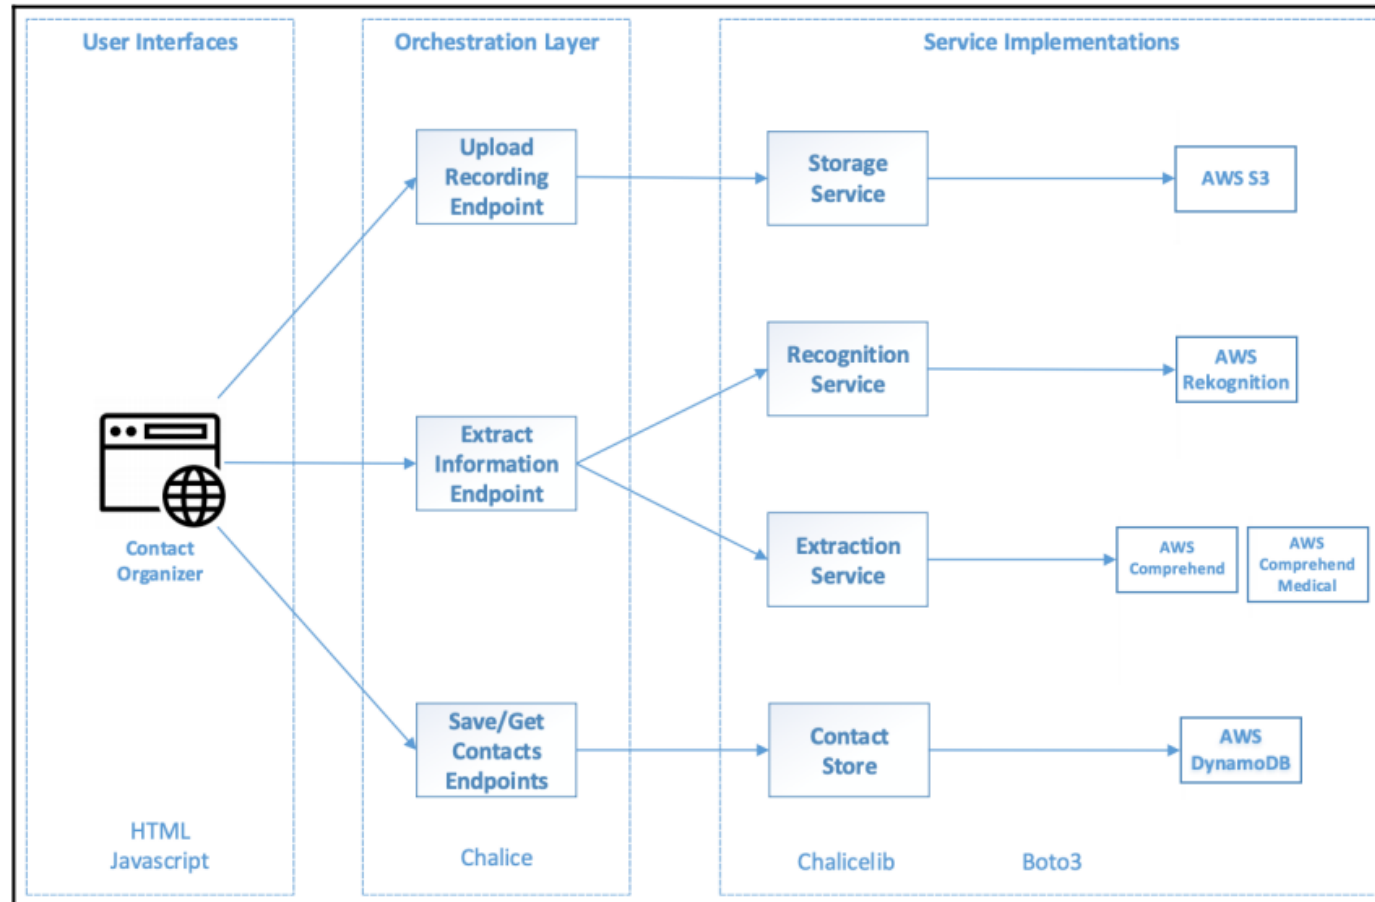 User Interfaces
Orchestration Layer
Service Implementations
Upload
Recording
Endpoint
Storage
Service
AWS S3
Recognition
Service
AWS
Rekognition
Extract
Information
Endpoint
Contact
Organizer
Extraction
Service
AWS
Comprehend
AWS
Comprehend
Medical
Save/Get
Contacts
Endpoints
Contact
Store
AWS
DynamoDB
HTML
Javascript
Chalice
Chalicelib
Boto3